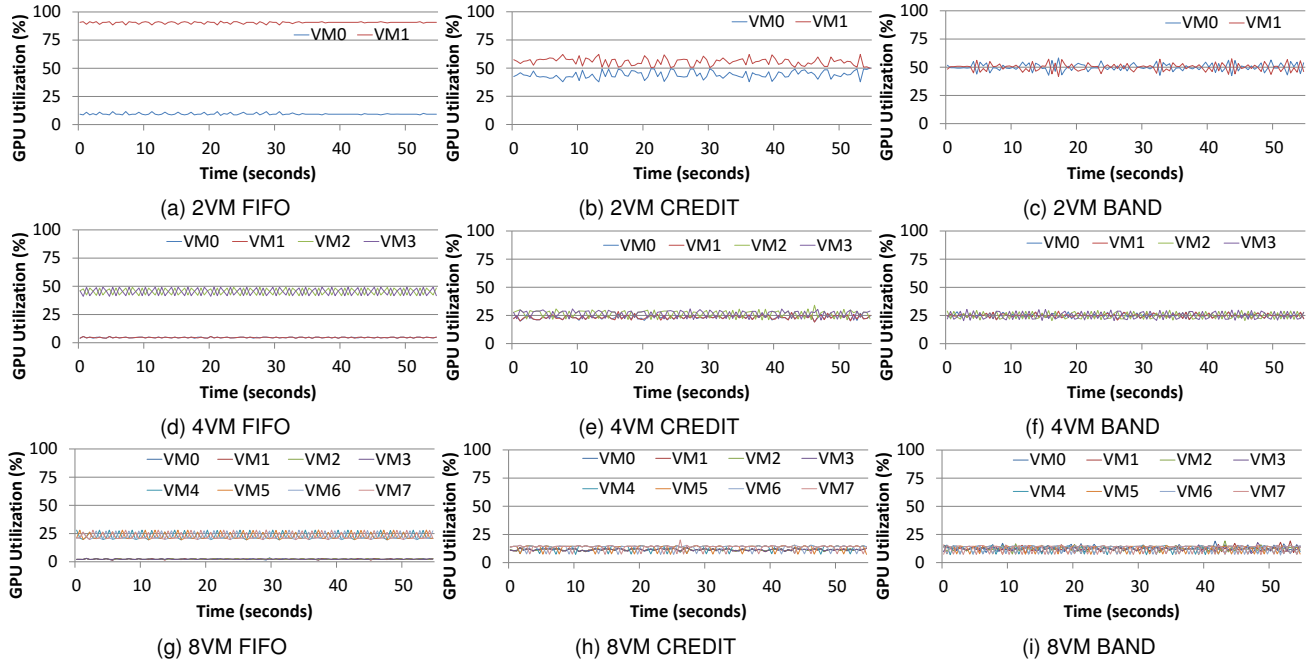 GPU Utilization (%)
100
75
50
25
0
VM0 VM1
0 10 20 30 40 50
Time (seconds)
(a) 2VM FIFO
GPU Utilization (%)
100
75
50
25
0
VM0 VM1
0 10 20 30 40 50
Time (seconds)
(b) 2VM CREDIT
GPU Utilization (%)
100
75
50
25
0
VM0 VM1
0 10 20 30 40 50
Time (seconds)
(c) 2VM BAND
GPU Utilization (%)
100
75
50
25
0
VM0 VM1 VM2 VM3
0 10 20 30 40 50
Time (seconds)
(d) 4VM FIFO
GPU Utilization (%)
100
75
50
25
0
VM0 VM1 VM2 VM3
0 10 20 30 40 50
Time (seconds)
(e) 4VM CREDIT
GPU Utilization (%)
100
75
50
25
0
VM0 VM1 VM2 VM3
0 10 20 30 40 50
Time (seconds)
(f) 4VM BAND
GPU Utilization (%)
100
75
50
25
0
VM0 VM1 VM2 VM3
VM4 VM5 VM6 VM7
0 10 20 30 40 50
Time (seconds)
(g) 8VM FIFO
GPU Utilization (%)
100
75
50
25
0
VM0 VM1 VM2 VM3
VM4 VM5 VM6 VM7
0 10 20 30 40 50
Time (seconds)
(h) 8VM CREDIT
GPU Utilization (%)
100
75
50
25
0
VM0 VM1 VM2 VM3
VM4 VM5 VM6 VM7
0 10 20 30 40 50
Time (seconds)
(i) 8VM BAND